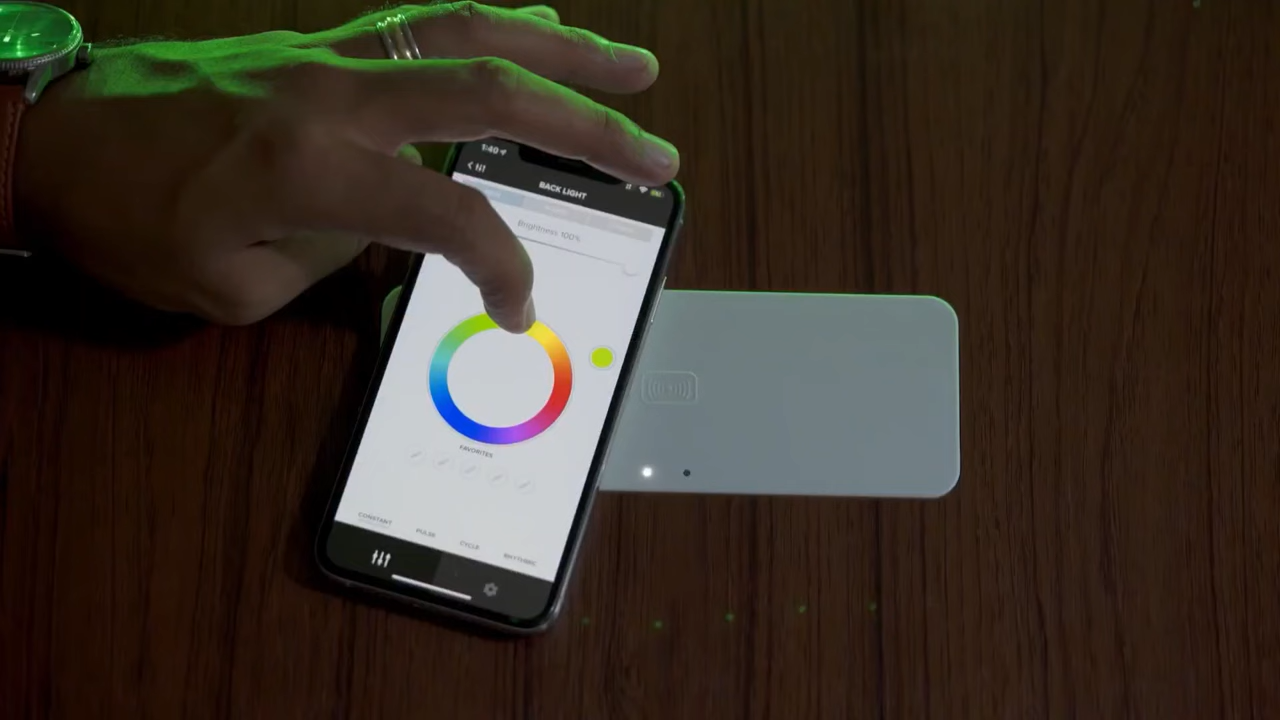 1:40
BACK LIGHT
Brightness 100%
FAVORITES
CONSTANT
PULSE
CYCLE
RHYTHMIC